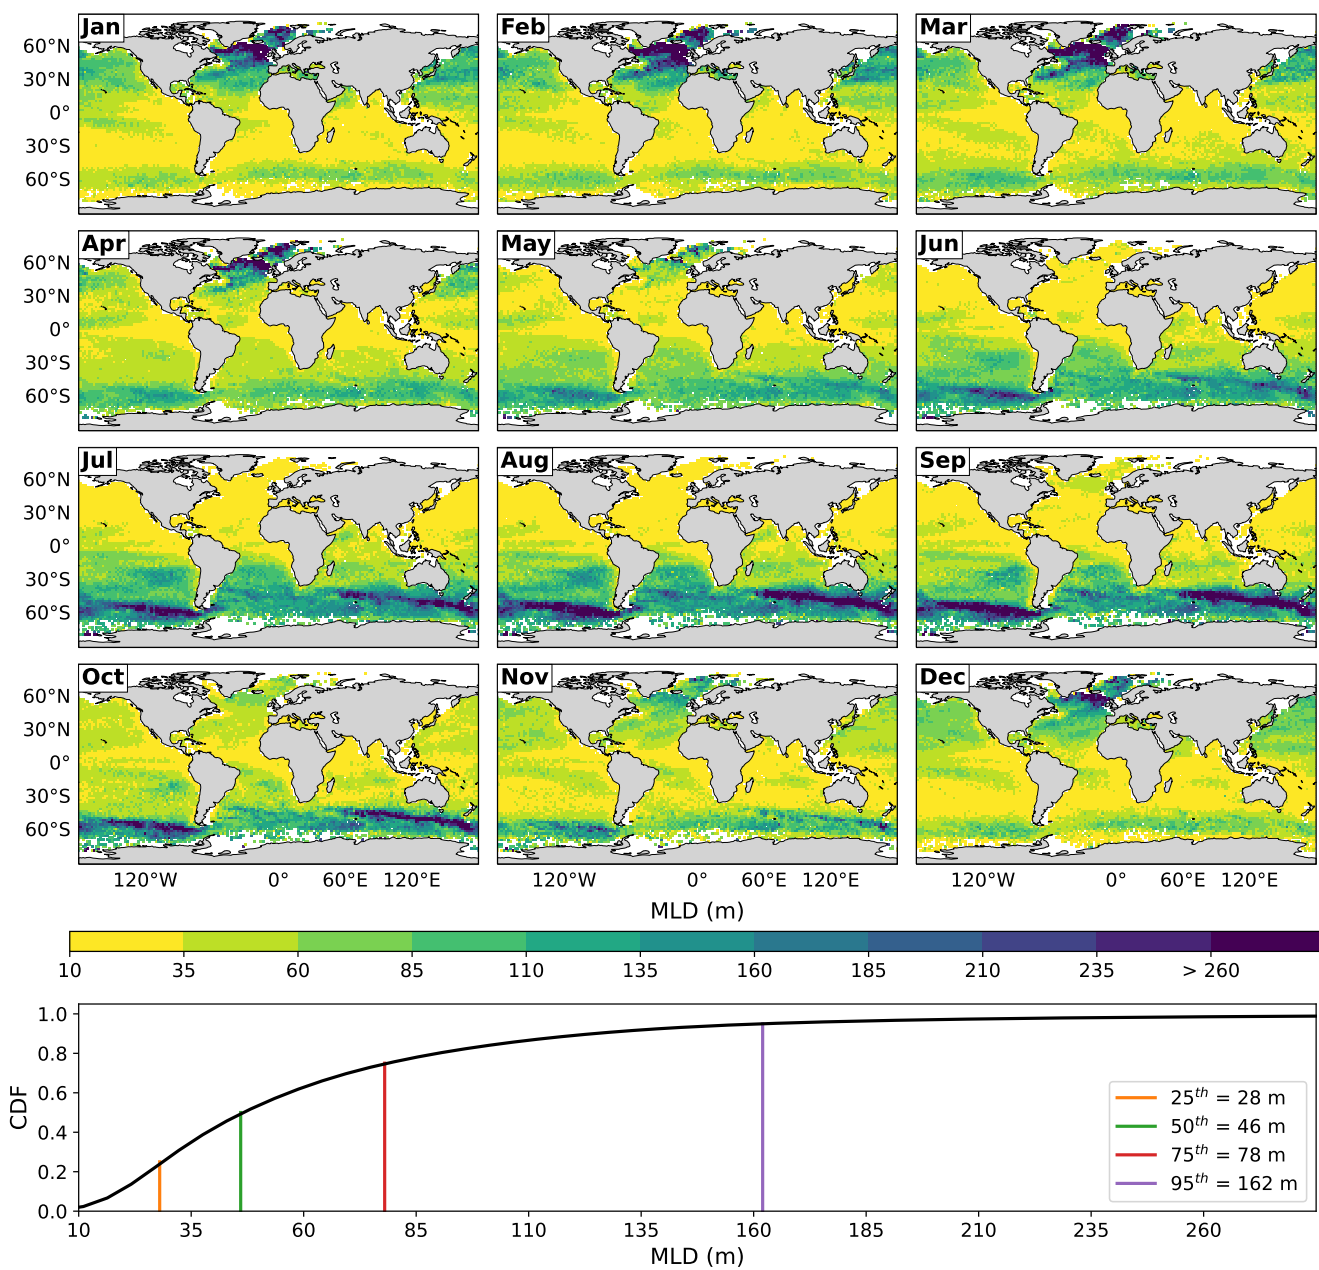 Jan
Feb
Mar
60°N
30°N
0°
30°S
60°S
Apr
May
Jun
60°N
30°N
0°
30°S
60°S
Jul
Aug
Sep
60°N
30°N
0°
30°S
60°S
Oct
Nov
Dec
60°N
30°N
0°
30°S
60°S
120°W 0° 60°E 120°E
120°W 0° 60°E 120°E
120°W 0° 60°E 120°E
MLD (m)
10 35 60 85 110 135 160 185 210 235 > 260
1.0
0.8
0.6
0.4
0.2
0.0
CDF
25th = 28 m
50th = 46 m
75th = 78 m
95th = 162 m
10 35 60 85 110 135 160 185 210 235 260
MLD (m)